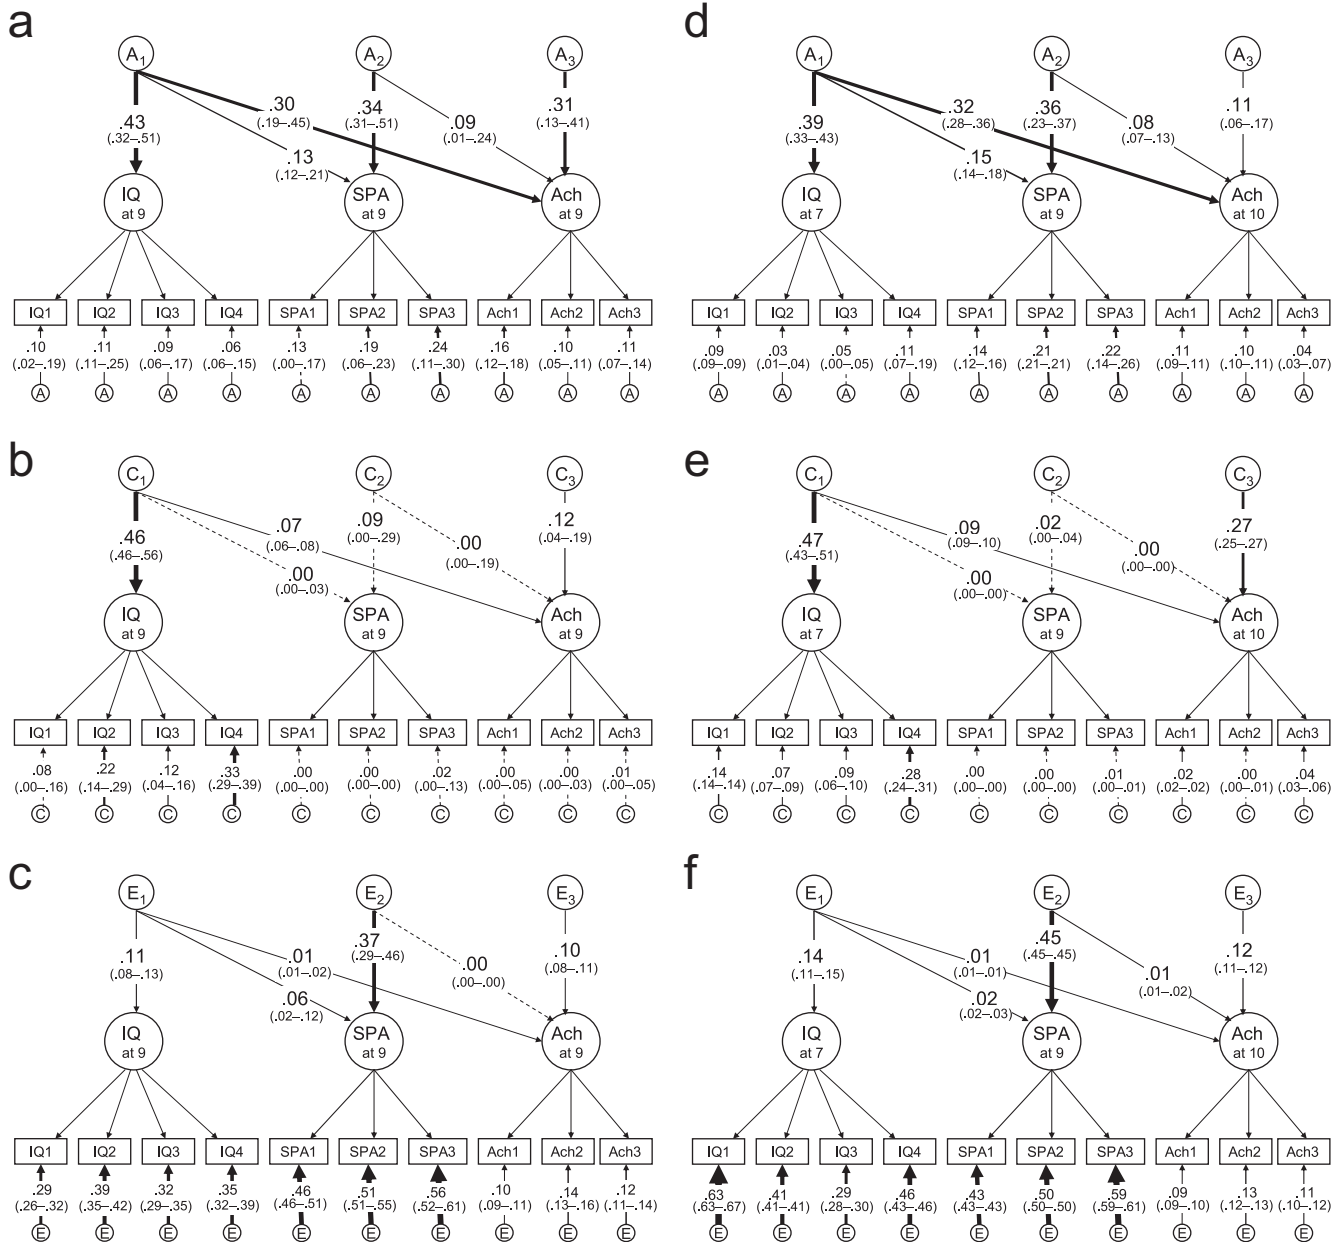 a
A1 A2 A3
.43
(.32–.51)
.30
(.19–.45)
.13
(.12–.21)
.34
(.31–.51)
.09
(.01–.24)
.31
(.13–.41)
IQ
at 9
SPA
at 9
Ach
at 9
IQ1 IQ2 IQ3 IQ4 SPA1 SPA2 SPA3 Ach1 Ach2 Ach3
.10 .11 .09 .06 .13 .19 .24 .16 .10 .11
(.02–.19) (.11–.25) (.06–.17) (.06–.15) (.00–.17) (.06–.23) (.11–.30) (.12–.18) (.05–.11) (.07–.14)
A A A A A A A A A A
b
C1 C2 C3
.46
(.46–.56)
.07
(.06–.08)
.00
(.00–.03)
.09
(.00–.29)
.00
(.00–.19)
.12
(.04–.19)
IQ
at 9
SPA
at 9
Ach
at 9
IQ1 IQ2 IQ3 IQ4 SPA1 SPA2 SPA3 Ach1 Ach2 Ach3
.08 .22 .12 .33 .00 .00 .02 .00 .00 .01
(.00–.16) (.14–.29) (.04–.16) (.29–.39) (.00–.00) (.00–.00) (.00–.13) (.00–.05) (.00–.03) (.00–.05)
C C C C C C C C C C
c
E1 E2 E3
.11
(.08–.13)
.01
(.01–.02)
.06
(.02–.12)
.37
(.29–.46)
.00
(.00–.00)
.10
(.08–.11)
IQ
at 9
SPA
at 9
Ach
at 9
IQ1 IQ2 IQ3 IQ4 SPA1 SPA2 SPA3 Ach1 Ach2 Ach3
.29 .39 .32 .35 .46 .51 .56 .10 .14 .12
(.26–.32) (.35–.42) (.29–.35) (.32–.39) (.46–.51) (.51–.55) (.52–.61) (.09–.11) (.13–.16) (.11–.14)
E E E E E E E E E E
d
A1 A2 A3
.39
(.33–.43)
.32
(.28–.36)
.15
(.14–.18)
.36
(.23–.37)
.08
(.07–.13)
.11
(.06–.17)
IQ
at 7
SPA
at 9
Ach
at 10
IQ1 IQ2 IQ3 IQ4 SPA1 SPA2 SPA3 Ach1 Ach2 Ach3
.09 .03 .05 .11 .14 .21 .22 .11 .10 .04
(.09–.09) (.01–.04) (.00–.05) (.07–.19) (.12–.16) (.21–.21) (.14–.26) (.09–.11) (.10–.11) (.03–.07)
A A A A A A A A A A
e
C1 C2 C3
.47
(.43–.51)
.09
(.09–.10)
.00
(.00–.00)
.02
(.00–.04)
.00
(.00–.00)
.27
(.25–.27)
IQ
at 7
SPA
at 9
Ach
at 10
IQ1 IQ2 IQ3 IQ4 SPA1 SPA2 SPA3 Ach1 Ach2 Ach3
.14 .07 .09 .28 .00 .00 .01 .02 .00 .04
(.14–.14) (.07–.09) (.06–.10) (.24–.31) (.00–.00) (.00–.00) (.00–.01) (.02–.02) (.00–.01) (.03–.06)
C C C C C C C C C C
f
E1 E2 E3
.14
(.11–.15)
.01
(.01–.01)
.02
(.02–.03)
.45
(.45–.45)
.01
(.01–.02)
.12
(.11–.12)
IQ
at 7
SPA
at 9
Ach
at 10
IQ1 IQ2 IQ3 IQ4 SPA1 SPA2 SPA3 Ach1 Ach2 Ach3
.63 .41 .29 .46 .43 .50 .59 .09 .13 .11
(.63–.67) (.41–.41) (.28–.30) (.43–.46) (.43–.43) (.50–.50) (.59–.61) (.09–.10) (.12–.13) (.10–.12)
E E E E E E E E E E